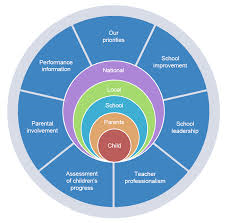 Our
priorities
School
improvement
School
leadership
Teacher
professionalism
Assessment
of children's
progress
Parental
involvement
Performance
information
National
Local
School
Parents
Child